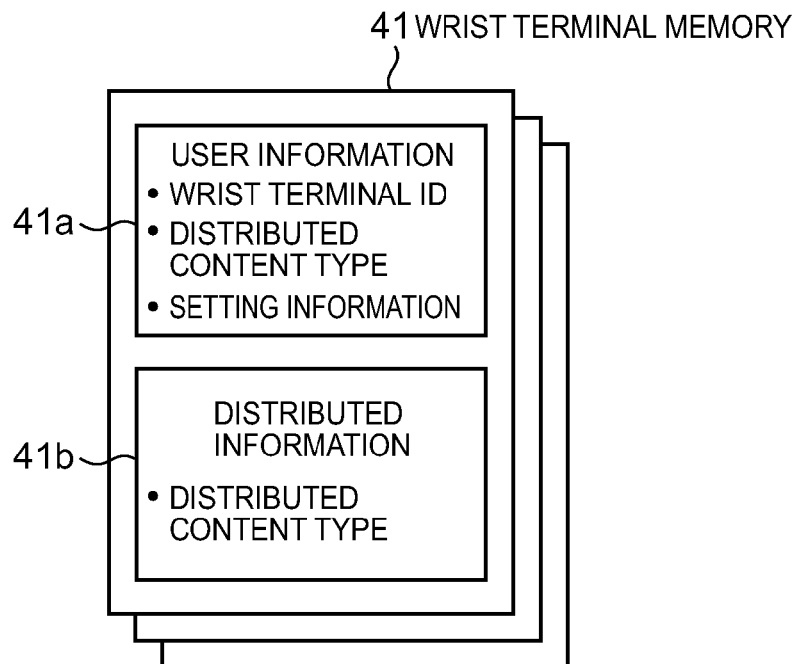 41 WRIST TERMINAL MEMORY
USER INFORMATION
• WRIST TERMINAL ID
41a
• DISTRIBUTED
CONTENT TYPE
• SETTING INFORMATION
DISTRIBUTED
INFORMATION
41b
• DISTRIBUTED
CONTENT TYPE